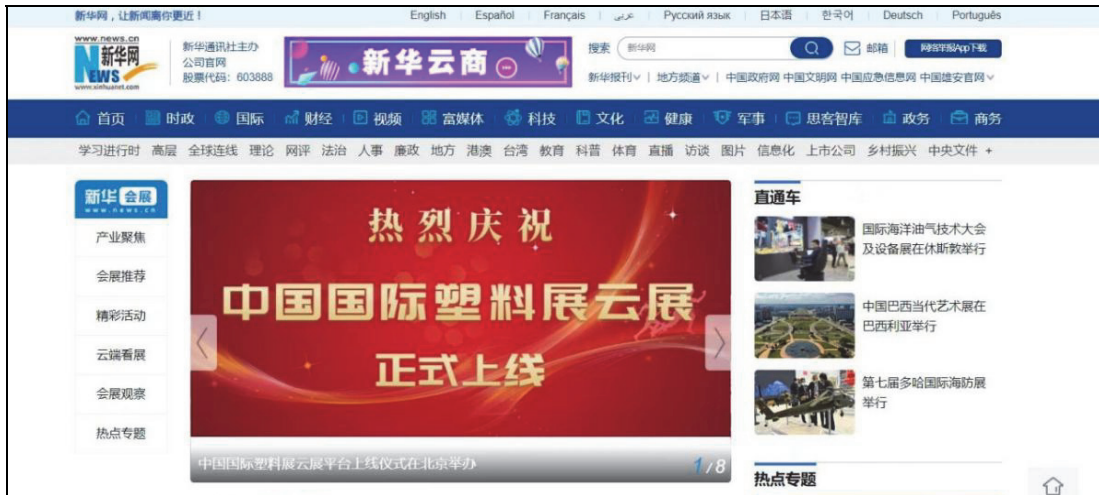 新华网，让新闻离你更近！
English Español Français عربي Русский язык 日本語 한국어 Deutsch Português
www.news.cn
新华网
NEWS
www.xinhuanet.com
新华通讯社主办
公司官网
股票代码：603888
新华云商
搜索 新华网 邮箱
新华报刊 | 地方频道 | 中国政府网 中国文明网 中国应急信息网 中国雄安官网
首页 时政 国际 财经 视频 富媒体 科技 文化 健康 军事 思客智库 政务 商务
学习进行时 高层 全球连线 理论 网评 法治 人事 廉政 地方 港澳 台湾 教育 科普 体育 直播 访谈 图片 信息化 上市公司 乡村振兴 中央文件 +
新华 会展
www.news.cn
产业聚焦
会展推荐
精彩活动
云端看展
会展观察
热点专题
热烈庆祝
中国国际塑料展云展
正式上线
中国国际塑料展云展平台上线仪式在北京举办
1/8
直通车
国际海洋油气技术大会
及设备展在休斯敦举行
中国巴西当代艺术展在
巴西利亚举行
第七届多哈国际海防展
举行
热点专题